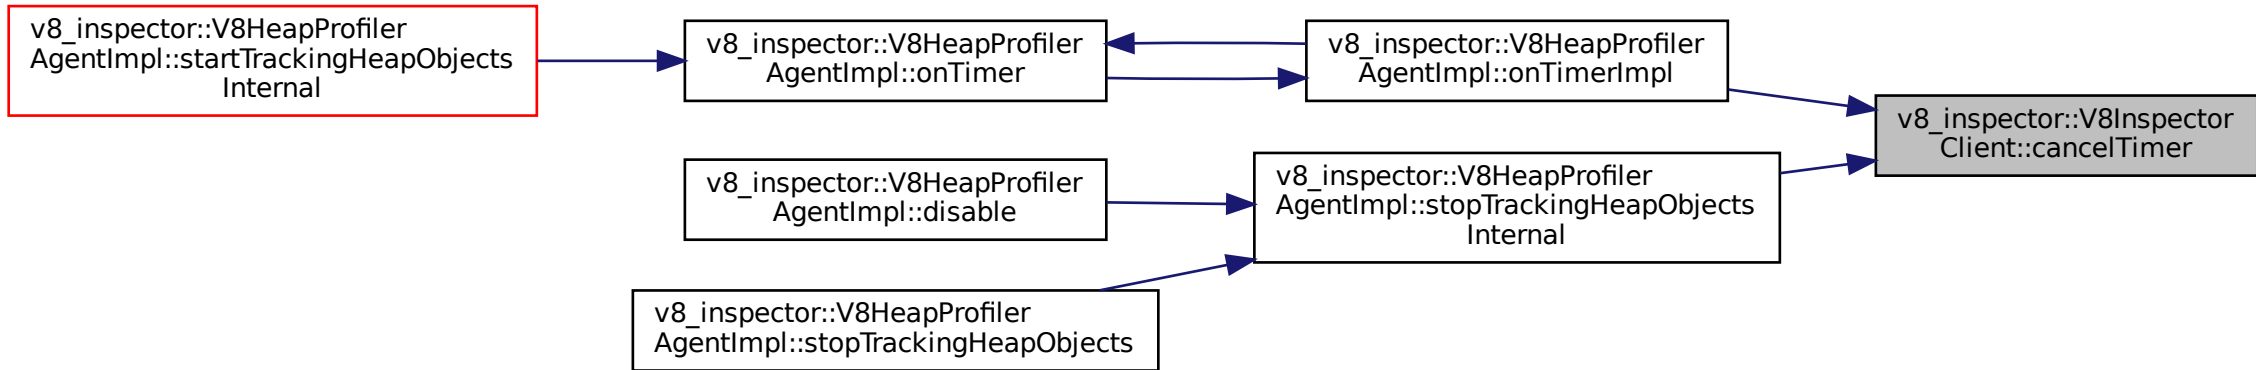 v8_inspector::V8HeapProfiler
AgentImpl::startTrackingHeapObjects
Internal
v8_inspector::V8HeapProfiler
AgentImpl::onTimer
v8_inspector::V8HeapProfiler
AgentImpl::onTimerImpl
v8_inspector::V8Inspector
Client::cancelTimer
v8_inspector::V8HeapProfiler
AgentImpl::disable
v8_inspector::V8HeapProfiler
AgentImpl::stopTrackingHeapObjects
Internal
v8_inspector::V8HeapProfiler
AgentImpl::stopTrackingHeapObjects